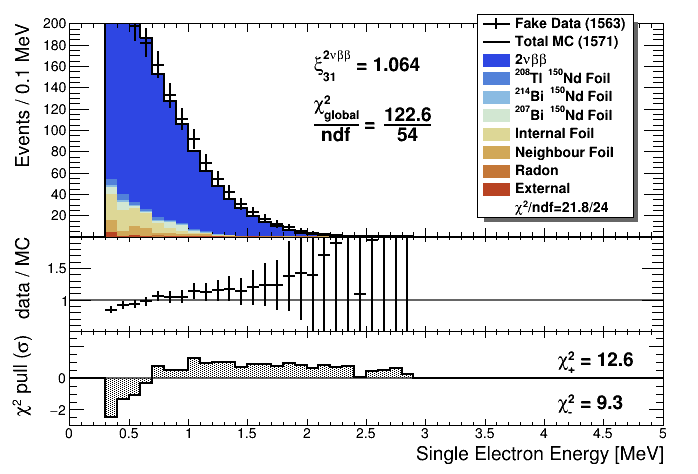 Events / 0.1 MeV
200
180
160
140
120
100
80
60
40
20
ξ³¹^2νββ = 1.064
χ²global / ndf = 122.6 / 54
Fake Data (1563)
Total MC (1571)
2νββ
²⁰⁸Tl ¹⁵⁰Nd Foil
²¹⁴Bi ¹⁵⁰Nd Foil
²⁰⁷Bi ¹⁵⁰Nd Foil
Internal Foil
Neighbour Foil
Radon
External
χ²/ndf=21.8/24
data / MC
1.5
1
χ² pull (σ)
0
−2
χ²₊ = 12.6
χ²₋ = 9.3
0 0.5 1 1.5 2 2.5 3 3.5 4 4.5 5
Single Electron Energy [MeV]